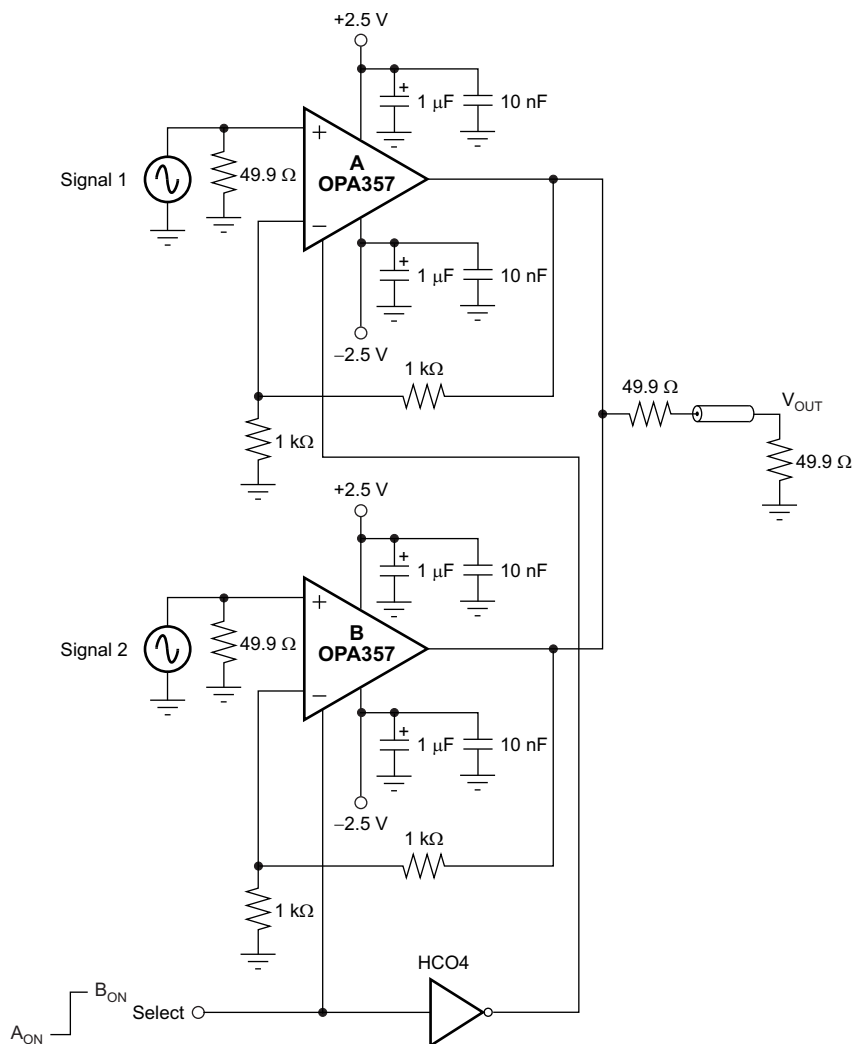 +2.5 V
1 μF
10 nF
Signal 1
49.9 Ω
+
A
OPA357
−
1 μF
10 nF
−2.5 V
1 kΩ
1 kΩ
49.9 Ω
V_OUT
49.9 Ω
+2.5 V
1 μF
10 nF
Signal 2
49.9 Ω
+
B
OPA357
−
1 μF
10 nF
−2.5 V
1 kΩ
1 kΩ
HCO4
B_ON
Select
A_ON